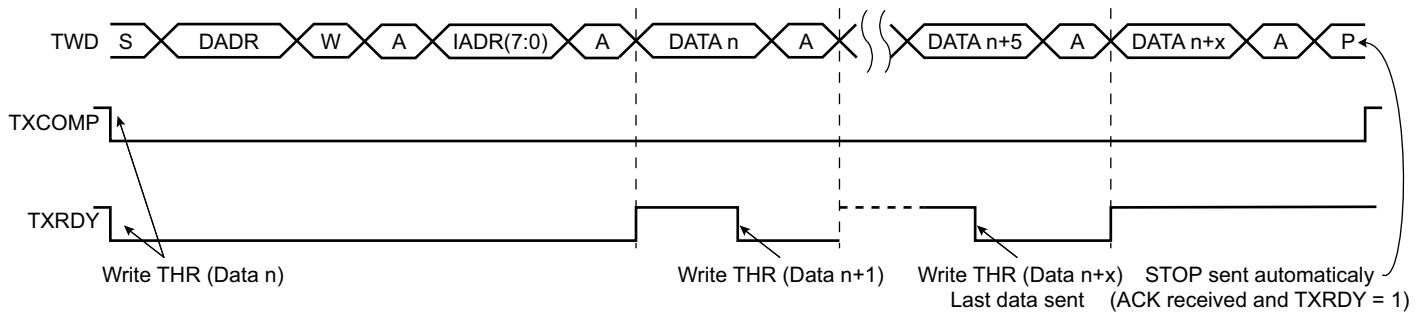 TWD S DADR W A IADR(7:0) A DATA n A DATA n+5 A DATA n+x A P
TXCOMP
TXRDY
Write THR (Data n) Write THR (Data n+1) Write THR (Data n+x) STOP sent automaticaly
Last data sent (ACK received and TXRDY = 1)